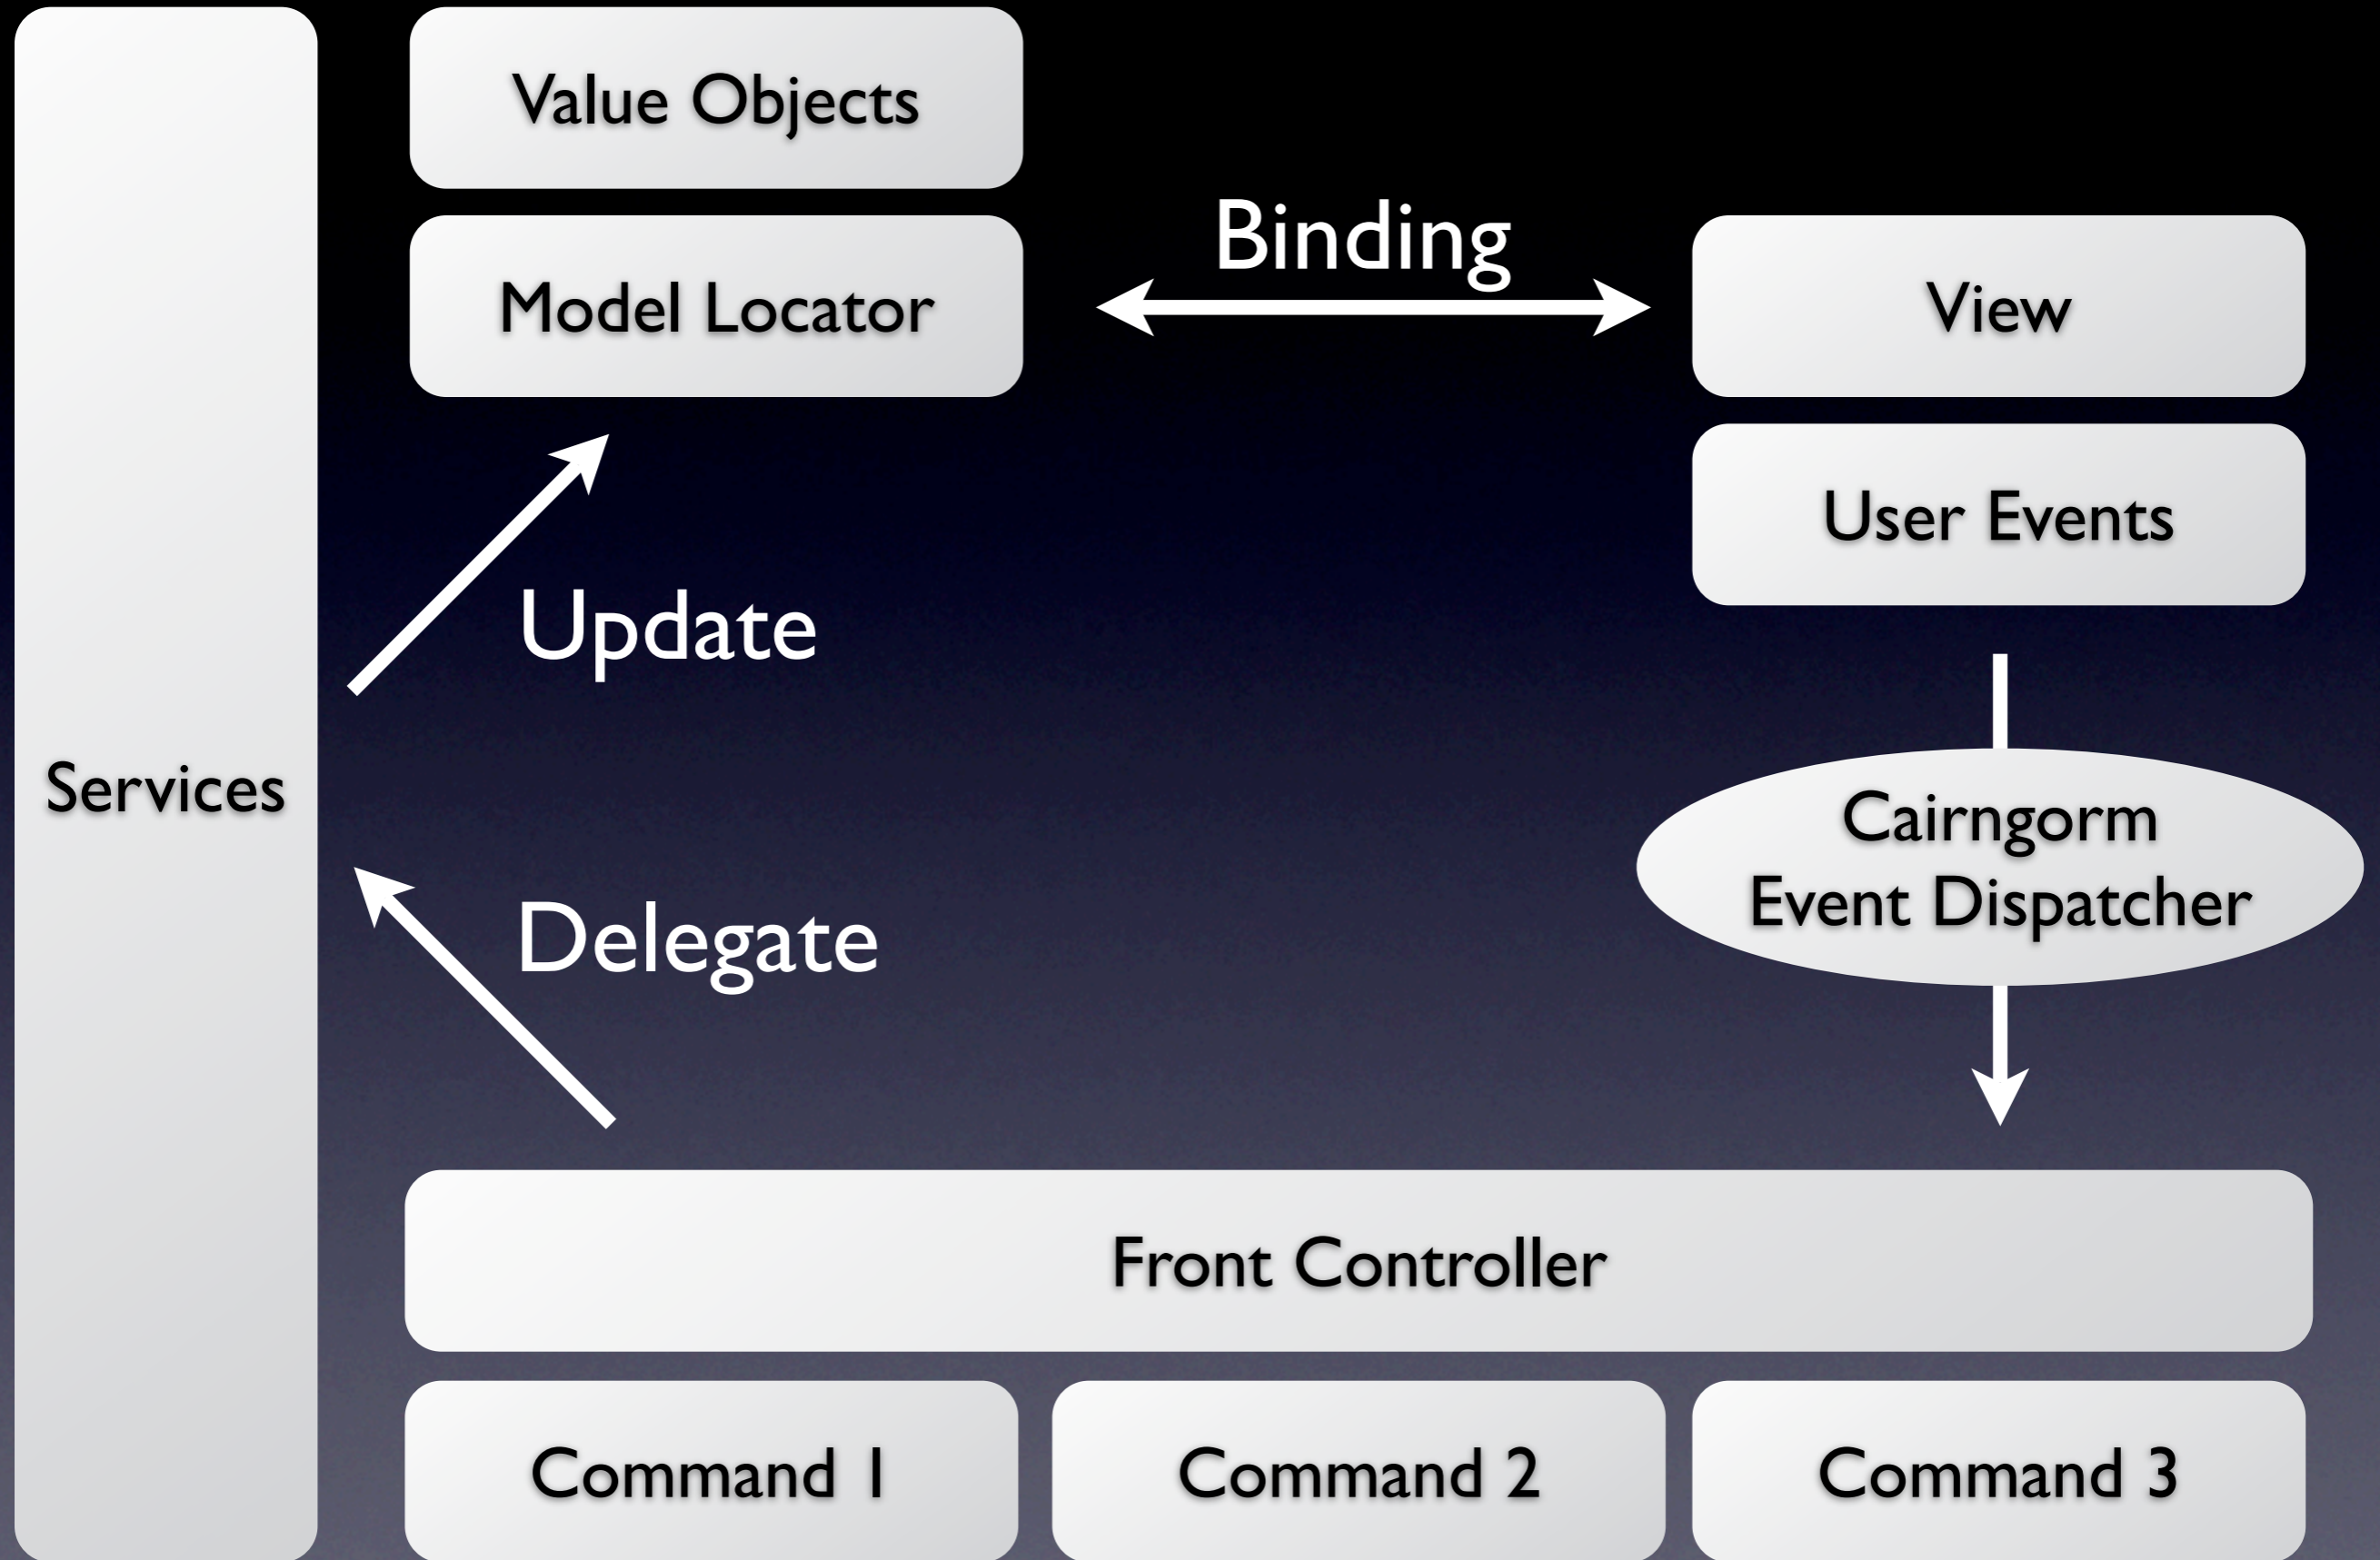 Value Objects
Binding
Model Locator
View
User Events
Update
Services
Cairngorm
Event Dispatcher
Delegate
Front Controller
Command 1
Command 2
Command 3